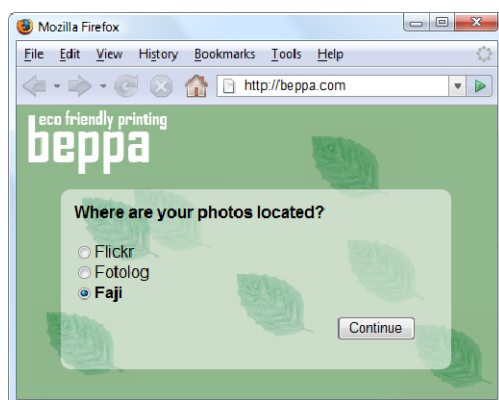 Mozilla Firefox
File Edit View History Bookmarks Tools Help
http://beppa.com
eco friendly printing
beppa
Where are your photos located?
Flickr
Fotolog
Faji
Continue